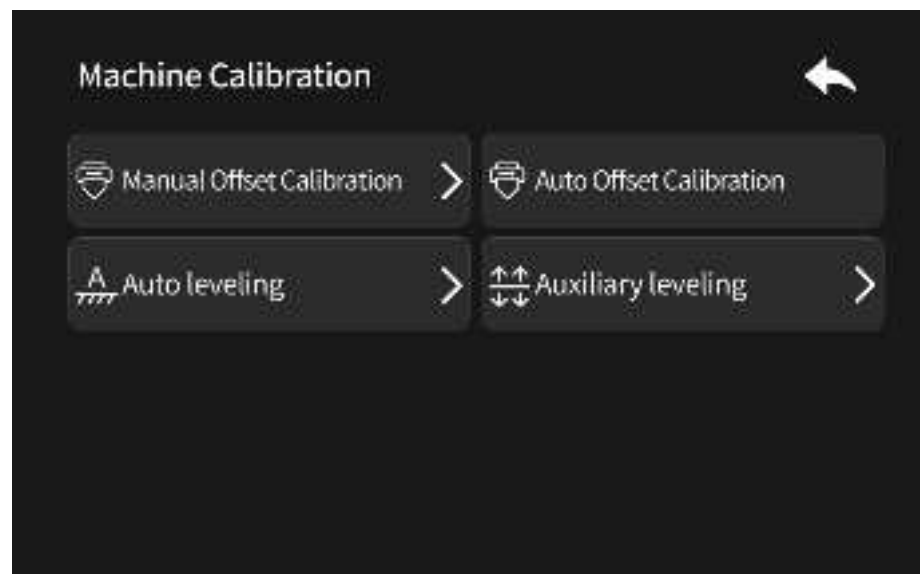 Machine Calibration
Manual Offset Calibration
Auto Offset Calibration
A Auto leveling
Auxiliary leveling